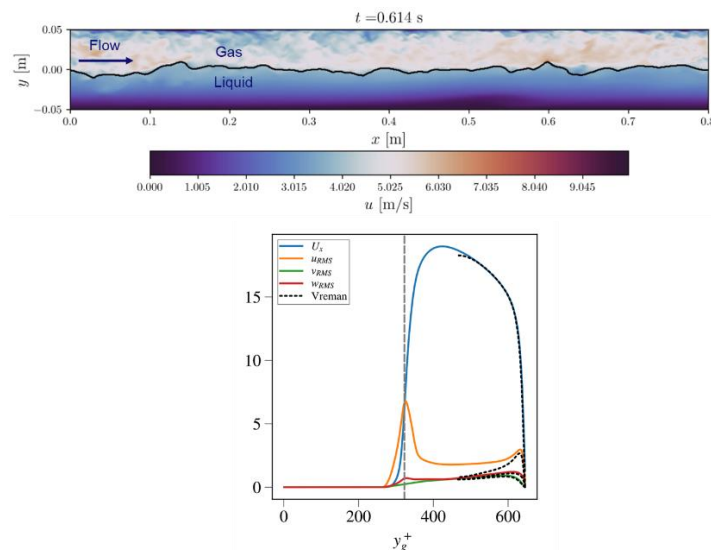 t =0.614 s
0.05
0.00
−0.05
y [m]
Flow
Gas
Liquid
0.0 0.1 0.2 0.3 0.4 0.5 0.6 0.7 0.8
x [m]
0.000 1.005 2.010 3.015 4.020 5.025 6.030 7.035 8.040 9.045
u [m/s]
U_x
u_RMS
v_RMS
w_RMS
Vreman
15
10
5
0
0 200 400 600
y_g^+